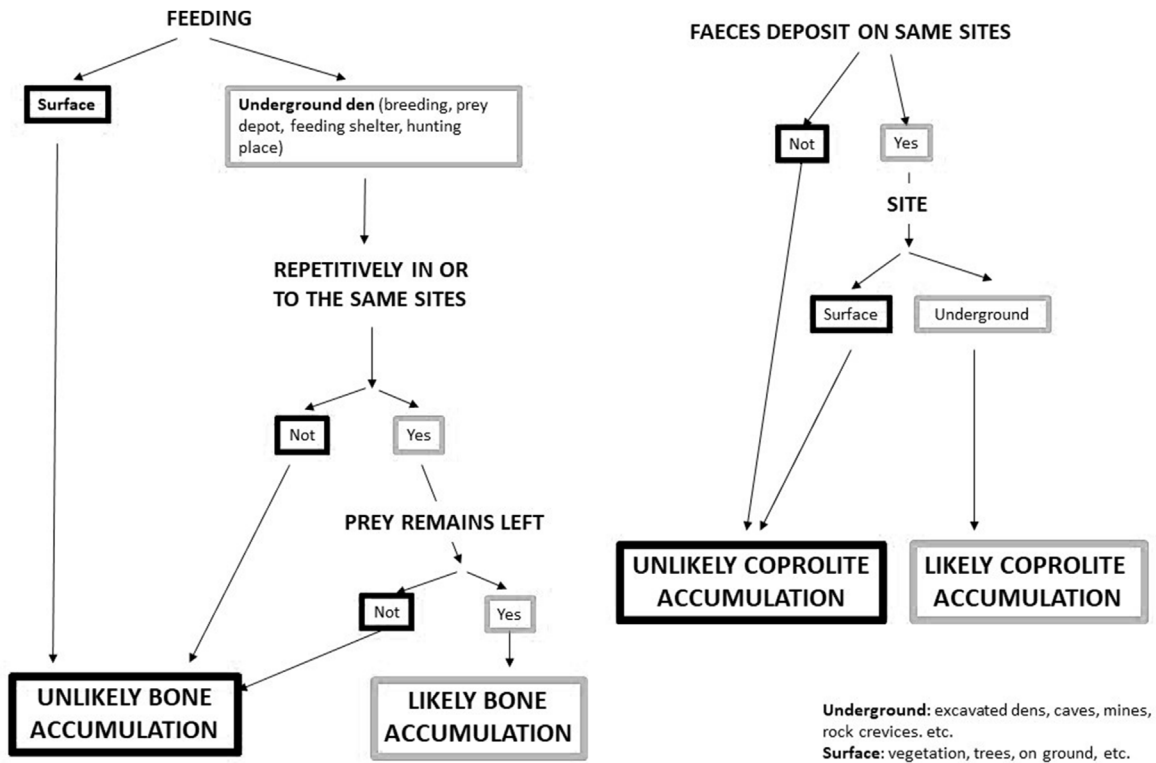 FEEDING
Surface
Underground den (breeding, prey
depot, feeding shelter, hunting
place)
REPETITIVELY IN OR
TO THE SAME SITES
Not
Yes
PREY REMAINS LEFT
Not
Yes
UNLIKELY BONE
ACCUMULATION
LIKELY BONE
ACCUMULATION
FAECES DEPOSIT ON SAME SITES
Not
Yes
SITE
Surface
Underground
UNLIKELY COPROLITE
ACCUMULATION
LIKELY COPROLITE
ACCUMULATION
Underground: excavated dens, caves, mines,
rock crevices. etc.
Surface: vegetation, trees, on ground, etc.